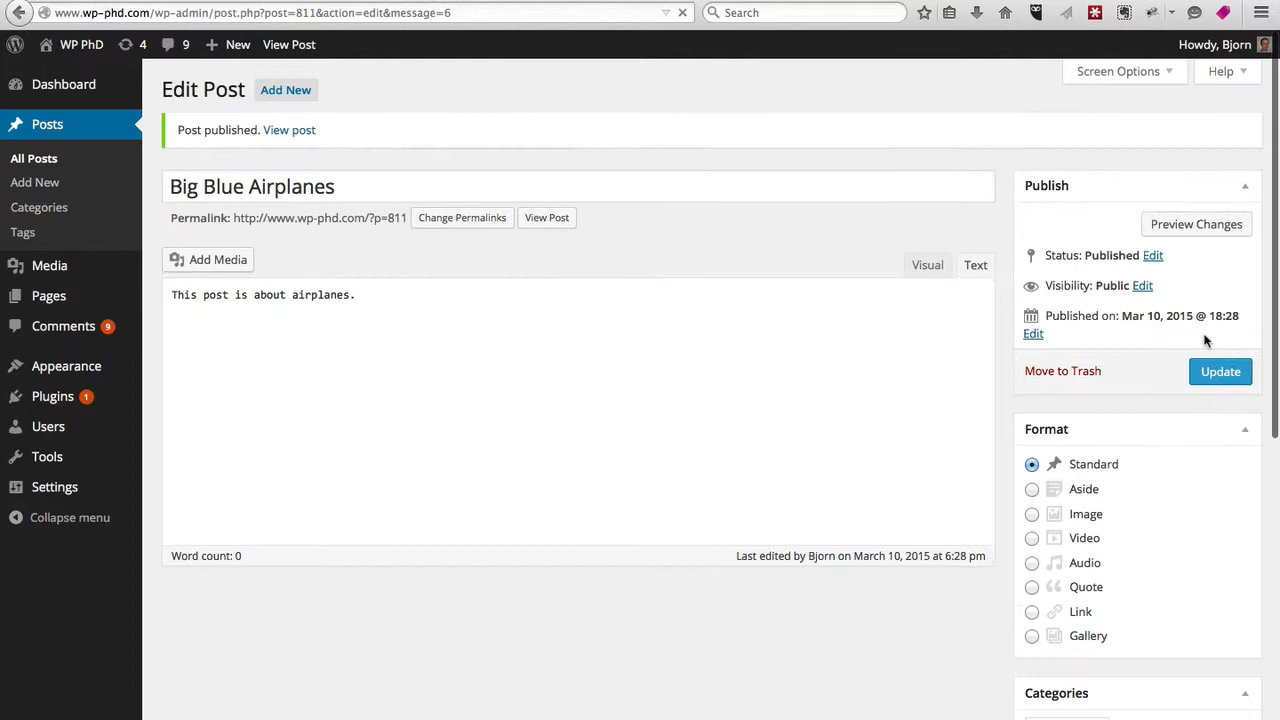 www.wp-phd.com/wp-admin/post.php?post=811&action=edit&message=6
Search
WP PhD
4
9
New
View Post
Howdy, Bjorn
Dashboard
Posts
All Posts
Add New
Categories
Tags
Media
Pages
Comments 9
Appearance
Plugins 1
Users
Tools
Settings
Collapse menu
Screen Options
Help
Edit Post Add New
Post published. View post
Big Blue Airplanes
Permalink: http://www.wp-phd.com/?p=811 Change Permalinks View Post
Add Media
Visual Text
This post is about airplanes.
Word count: 0
Last edited by Bjorn on March 10, 2015 at 6:28 pm
Publish
Preview Changes
Status: Published Edit
Visibility: Public Edit
Published on: Mar 10, 2015 @ 18:28
Edit
Move to Trash
Update
Format
Standard
Aside
Image
Video
Audio
Quote
Link
Gallery
Categories